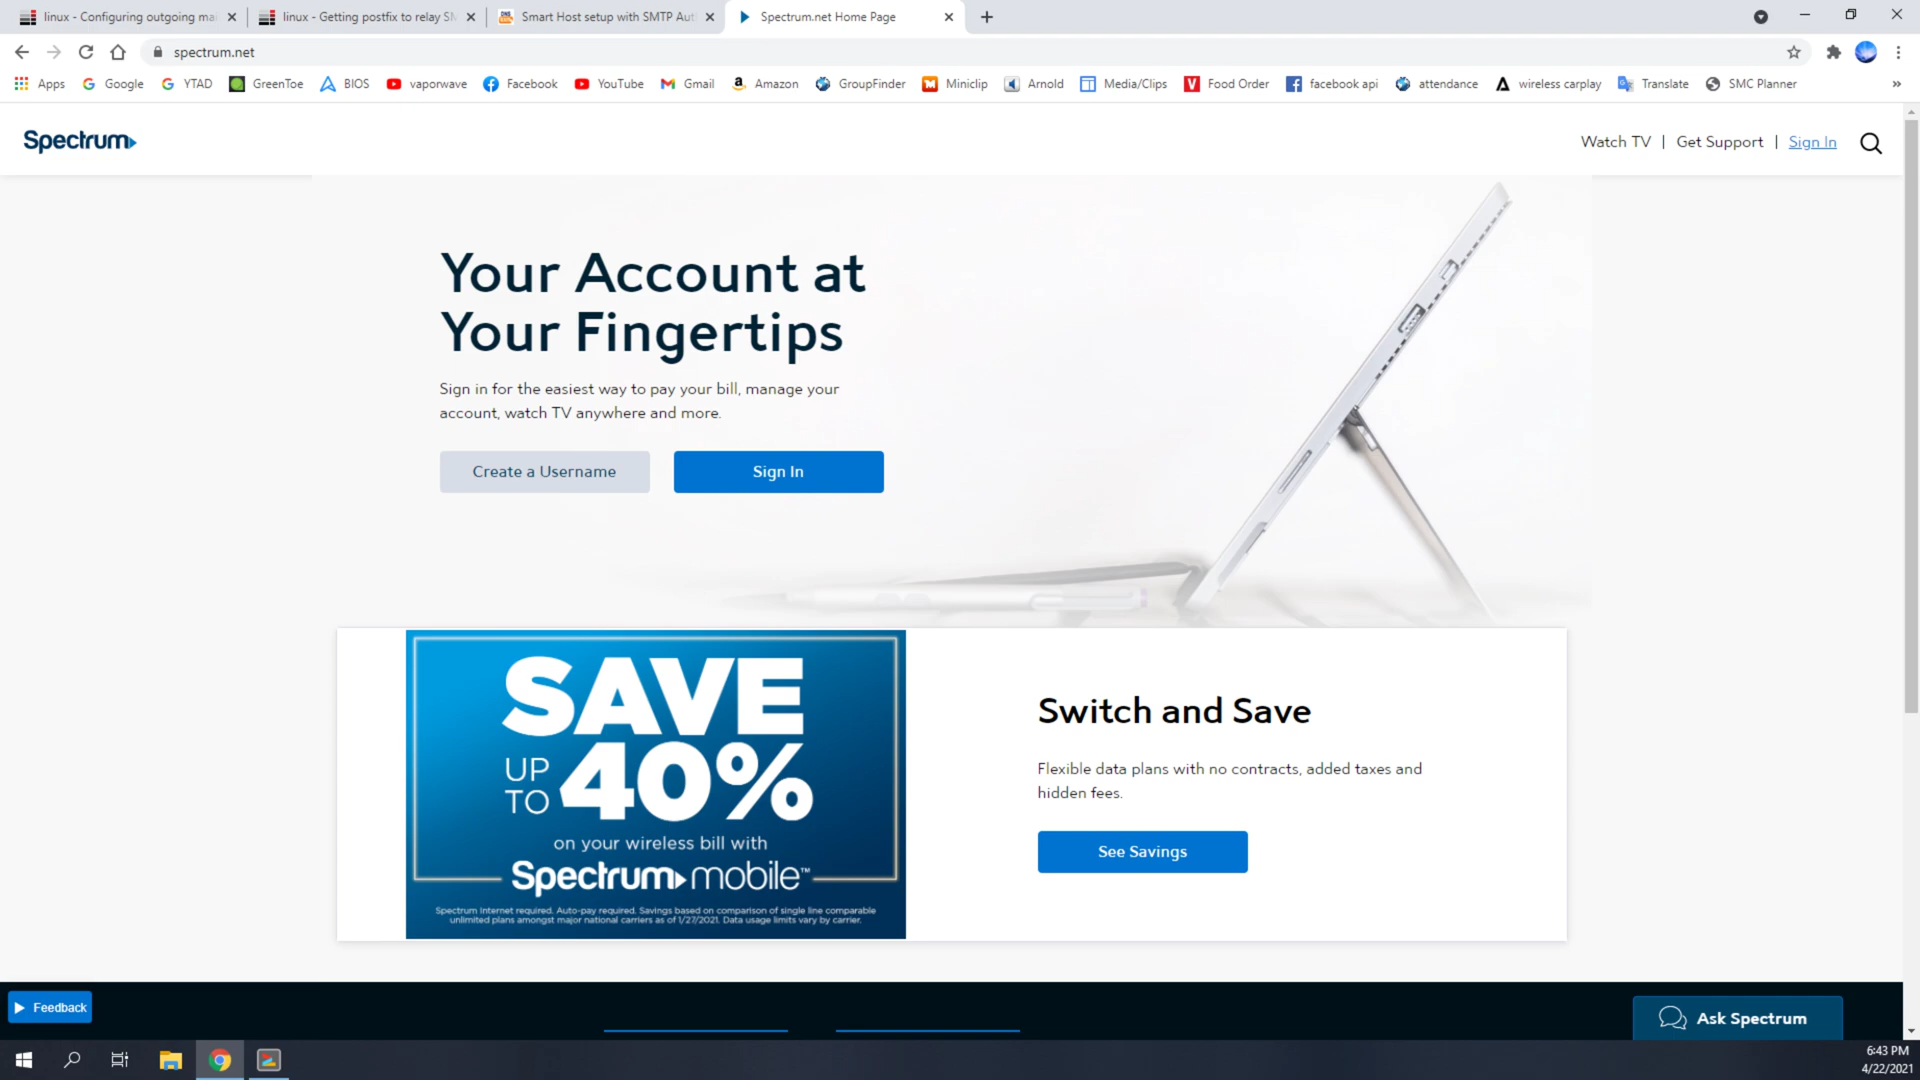 linux - Configuring outgoing ma
linux - Getting postfix to relay SM
Smart Host setup with SMTP Aut
Spectrum.net Home Page
spectrum.net
Apps
Google
YTAD
GreenToe
BIOS
vaporwave
Facebook
YouTube
Gmail
Amazon
GroupFinder
Miniclip
Arnold
Media/Clips
Food Order
facebook api
attendance
wireless carplay
Translate
SMC Planner
Spectrum
Watch TV | Get Support | Sign In
Your Account at
Your Fingertips
Sign in for the easiest way to pay your bill, manage your
account, watch TV anywhere and more.
Create a Username
Sign In
SAVE
UP TO 40%
on your wireless bill with
Spectrum mobile™
Spectrum Internet required. Auto-pay required. Savings based on comparison of single line comparable
unlimited plans amongst major national carriers as of 1/27/2021. Data usage limits vary by carrier.
Switch and Save
Flexible data plans with no contracts, added taxes and
hidden fees.
See Savings
Feedback
Ask Spectrum
6:43 PM
4/22/2021